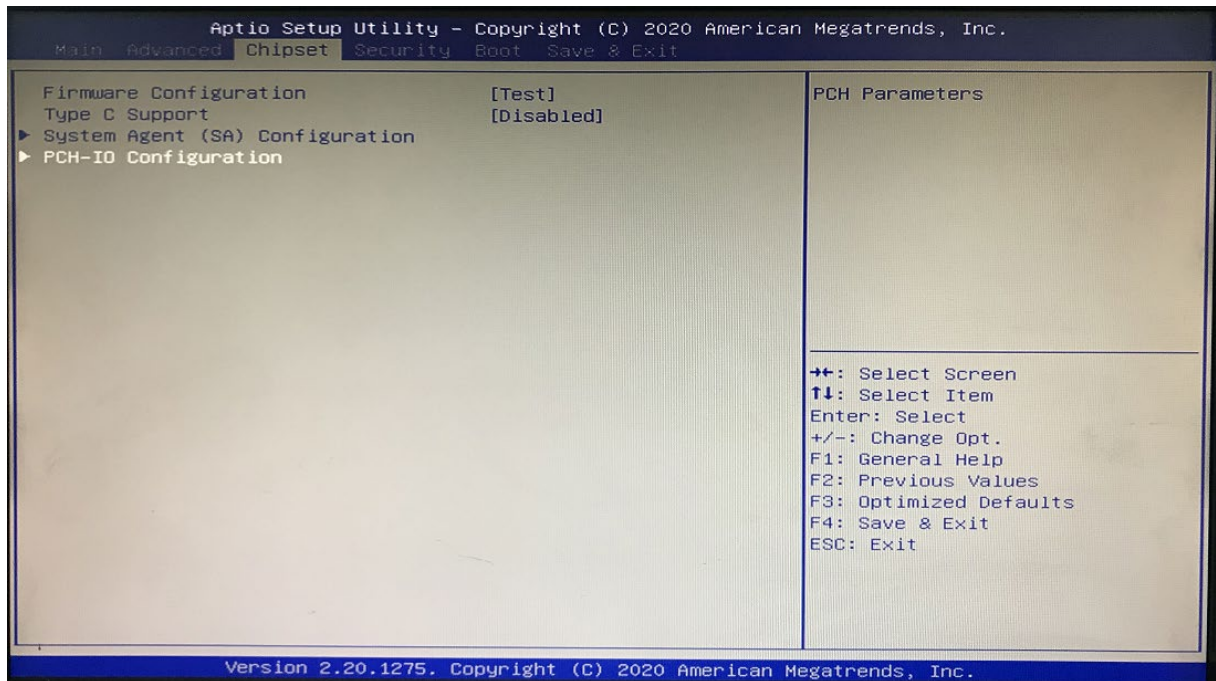 Aptio Setup Utility – Copyright (C) 2020 American Megatrends, Inc.
Main Advanced Chipset Security Boot Save & Exit
Firmware Configuration [Test]
Type C Support [Disabled]
▶ System Agent (SA) Configuration
▶ PCH-IO Configuration
PCH Parameters
→←: Select Screen
↑↓: Select Item
Enter: Select
+/-: Change Opt.
F1: General Help
F2: Previous Values
F3: Optimized Defaults
F4: Save & Exit
ESC: Exit
Version 2.20.1275. Copyright (C) 2020 American Megatrends, Inc.